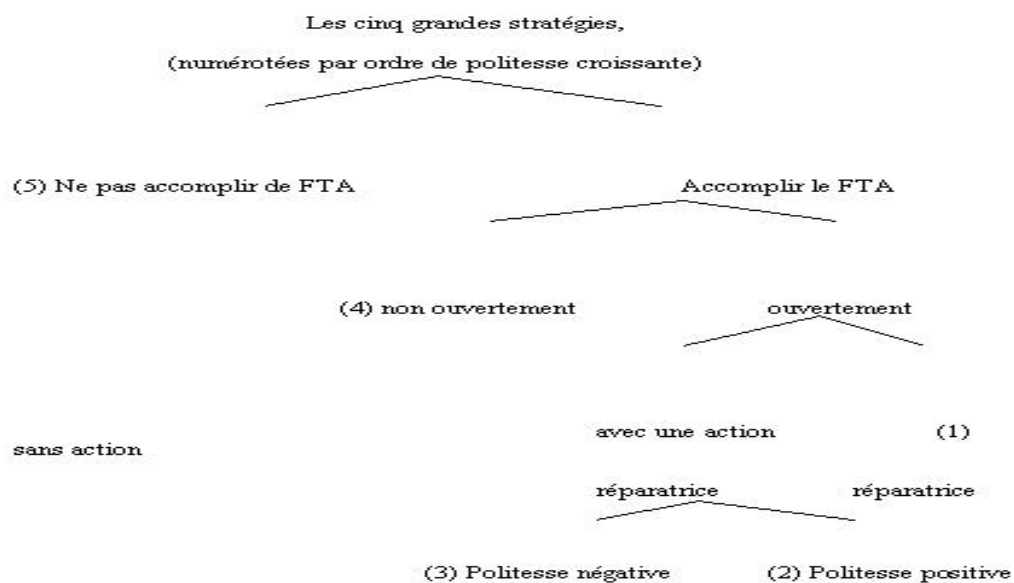 Les cinq grandes stratégies,
(numérotées par ordre de politesse croissante)
(5) Ne pas accomplir de FTA Accomplir le FTA
(4) non ouvertement ouvertement
avec une action (1)
sans action
réparatrice réparatrice
(3) Politesse négative (2) Politesse positive